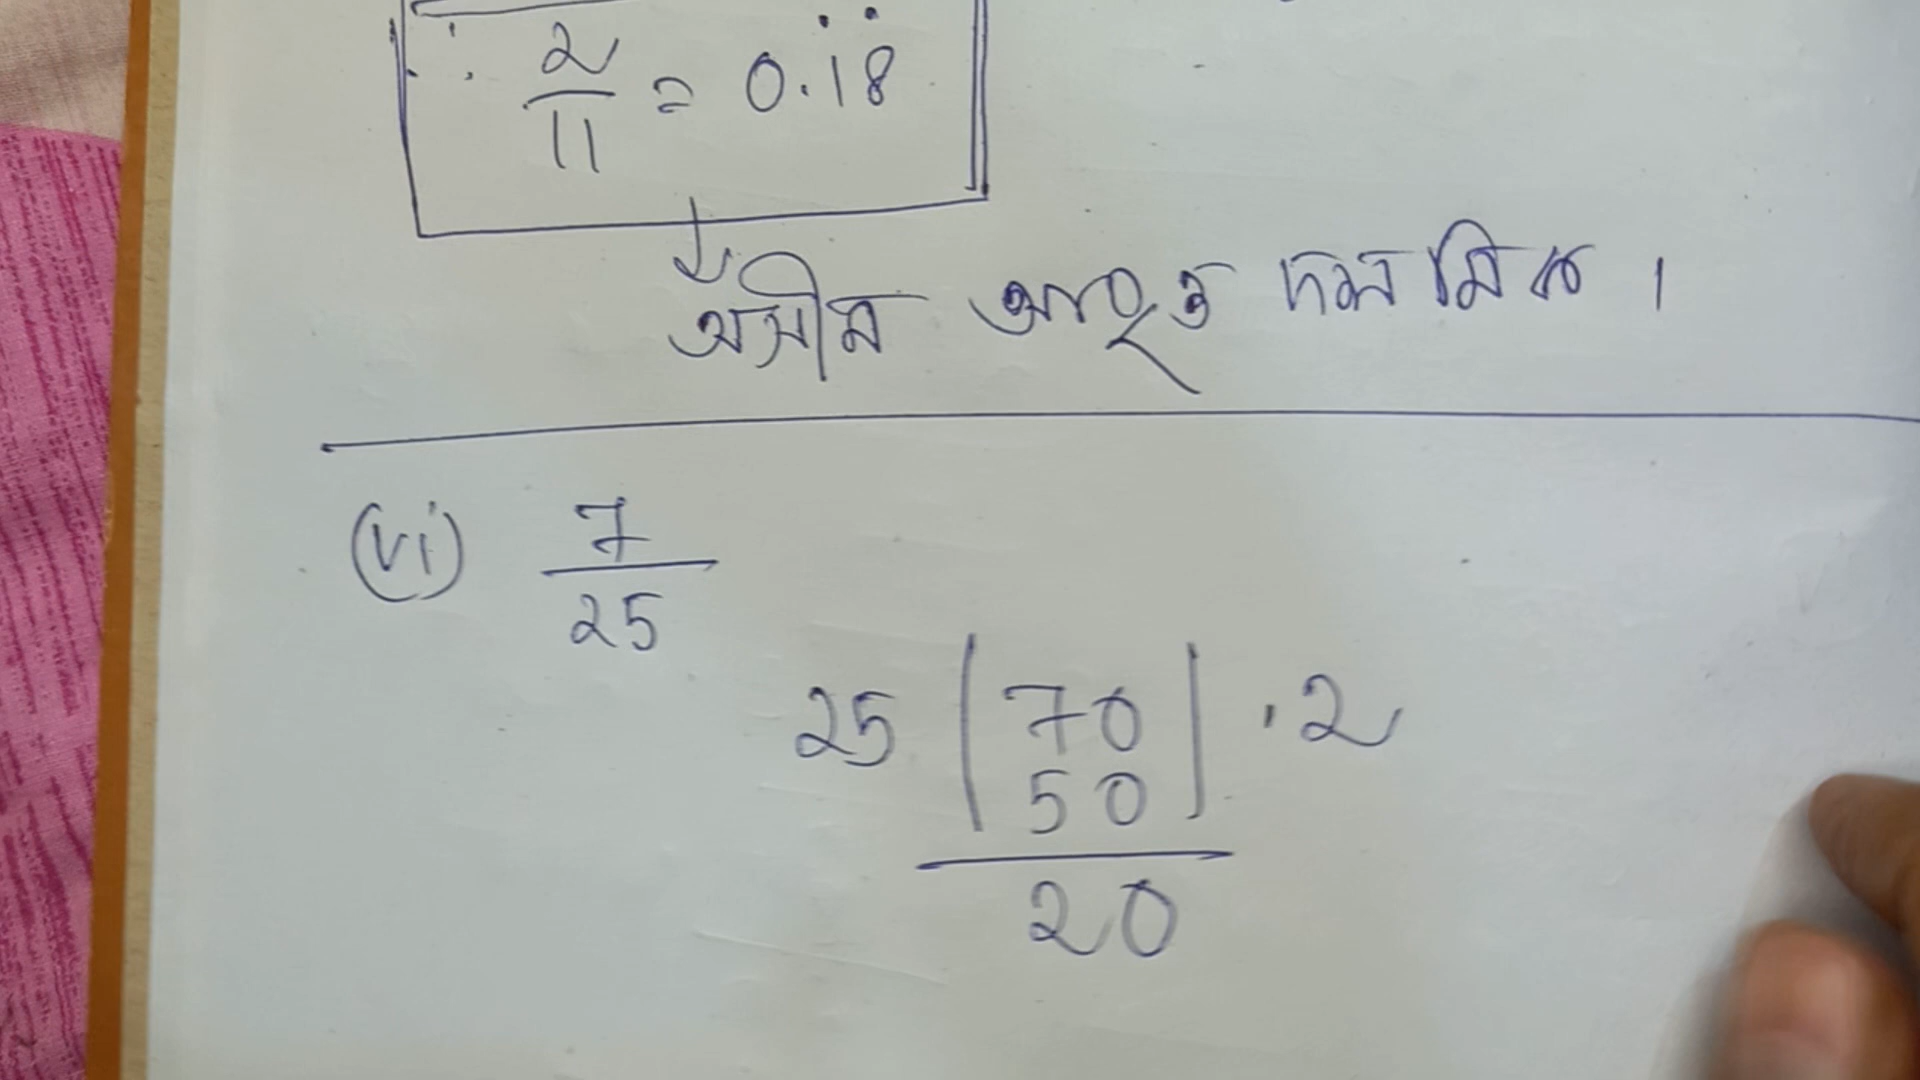 ∴ 2/11 = 0.1̇8̇
অসীম আবৃত্ত দশমিক ।
(vi) 7/25
25 | 70 | .2
50
20